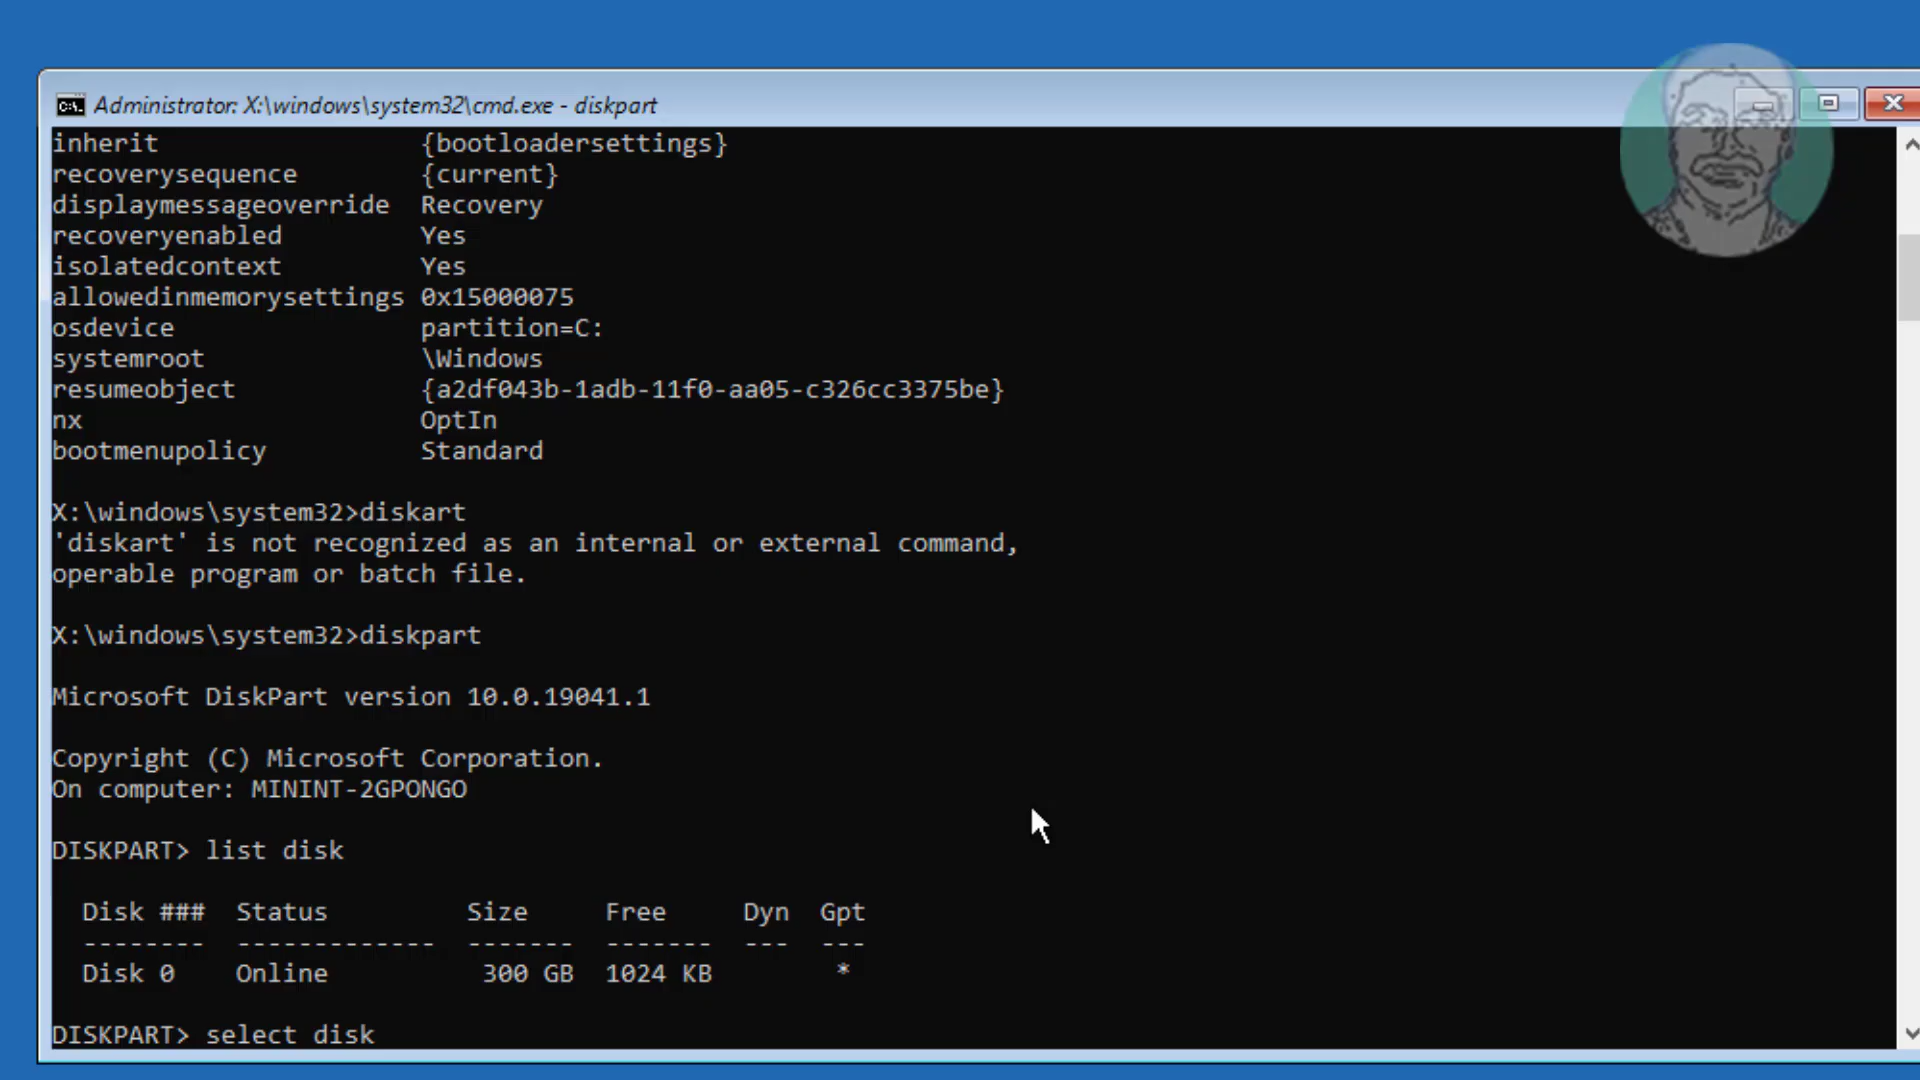 Administrator: X:\windows\system32\cmd.exe - diskpart
inherit {bootloadersettings}
recoverysequence {current}
displaymessageoverride Recovery
recoveryenabled Yes
isolatedcontext Yes
allowedinmemorysettings 0x15000075
osdevice partition=C:
systemroot \Windows
resumeobject {a2df043b-1adb-11f0-aa05-c326cc3375be}
nx OptIn
bootmenupolicy Standard
X:\windows\system32>diskart
'diskart' is not recognized as an internal or external command,
operable program or batch file.
X:\windows\system32>diskpart
Microsoft DiskPart version 10.0.19041.1
Copyright (C) Microsoft Corporation.
On computer: MININT-2GPONGO
DISKPART> list disk
Disk ### Status Size Free Dyn Gpt
-------- ------------- ------- ------- --- ---
Disk 0 Online 300 GB 1024 KB *
DISKPART> select disk